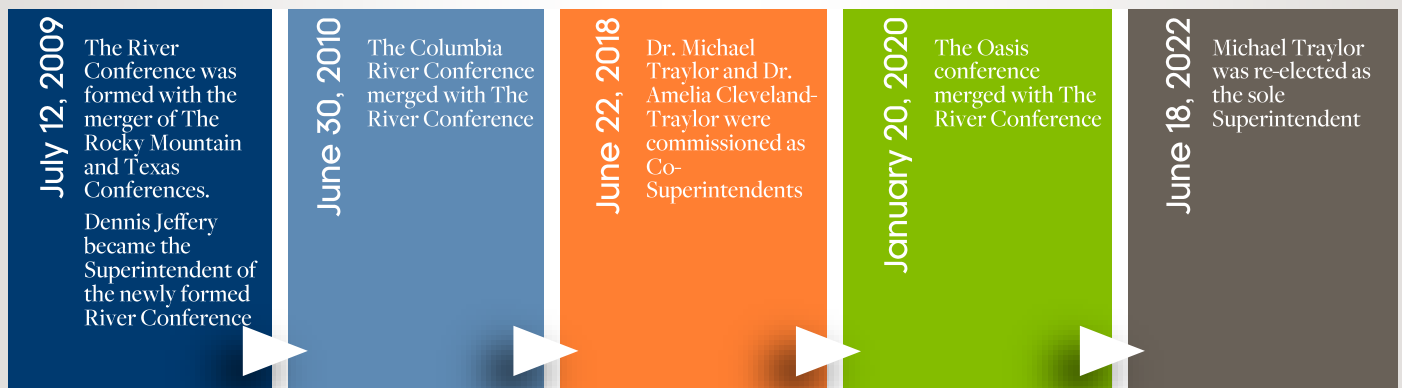 July 12, 2009
The River
Conference was
formed with the
merger of The
Rocky Mountain
and Texas
Conferences.
Dennis Jeffery
became the
Superintendent of
the newly formed
River Conference
June 30, 2010
The Columbia
River Conference
merged with The
River Conference
June 22, 2018
Dr. Michael
Traylor and Dr.
Amelia Cleveland-
Traylor were
commissioned as
Co-
Superintendents
January 20, 2020
The Oasis
conference
merged with The
River Conference
June 18, 2022
Michael Traylor
was re-elected as
the sole
Superintendent